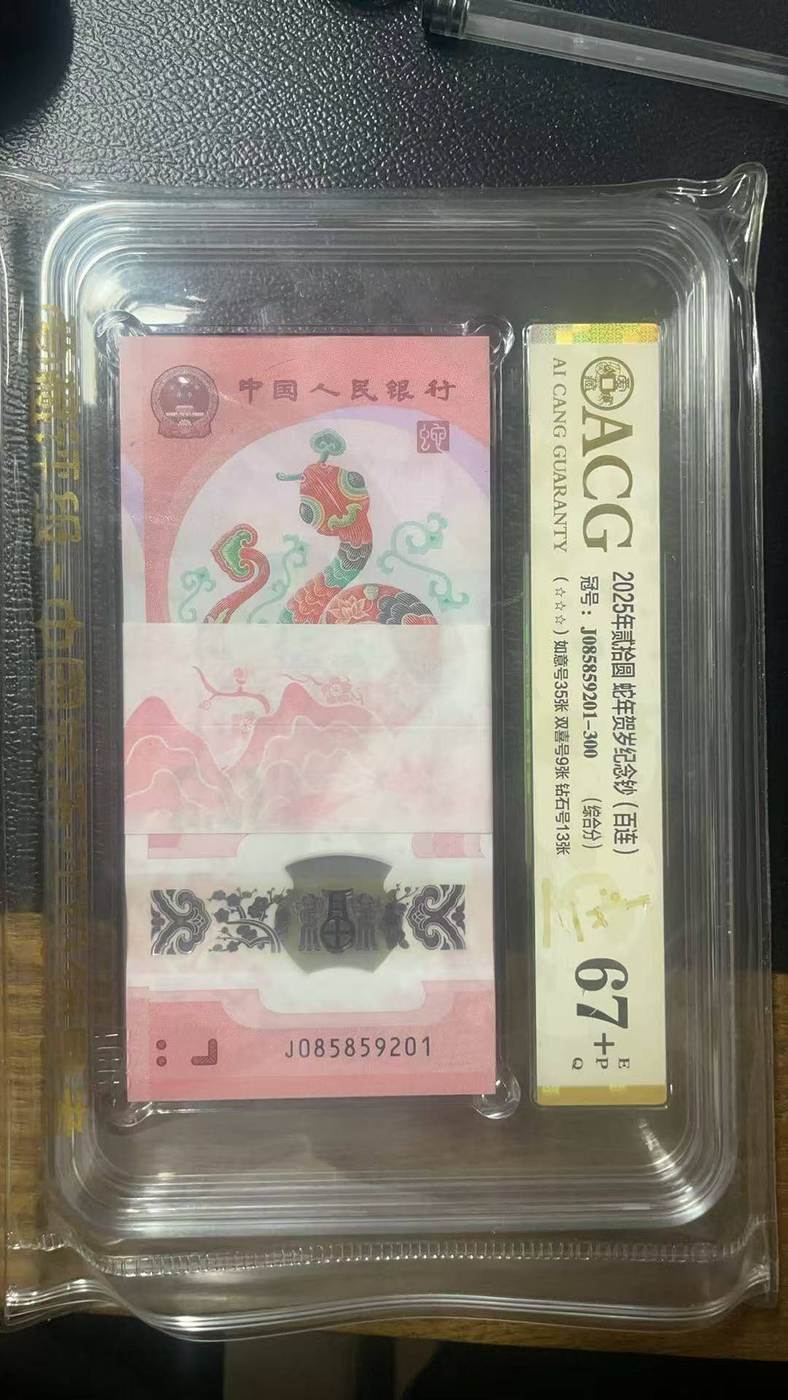 中国人民银行
J085859201
ACG
AI CANG GUARANTY
2025年贰拾圆 蛇年贺岁纪念钞（百连）
冠号：J085859201-300 （综合分）
（☆☆☆）如意号35张 双喜号9张 钻石号13张
67+
E
P
Q